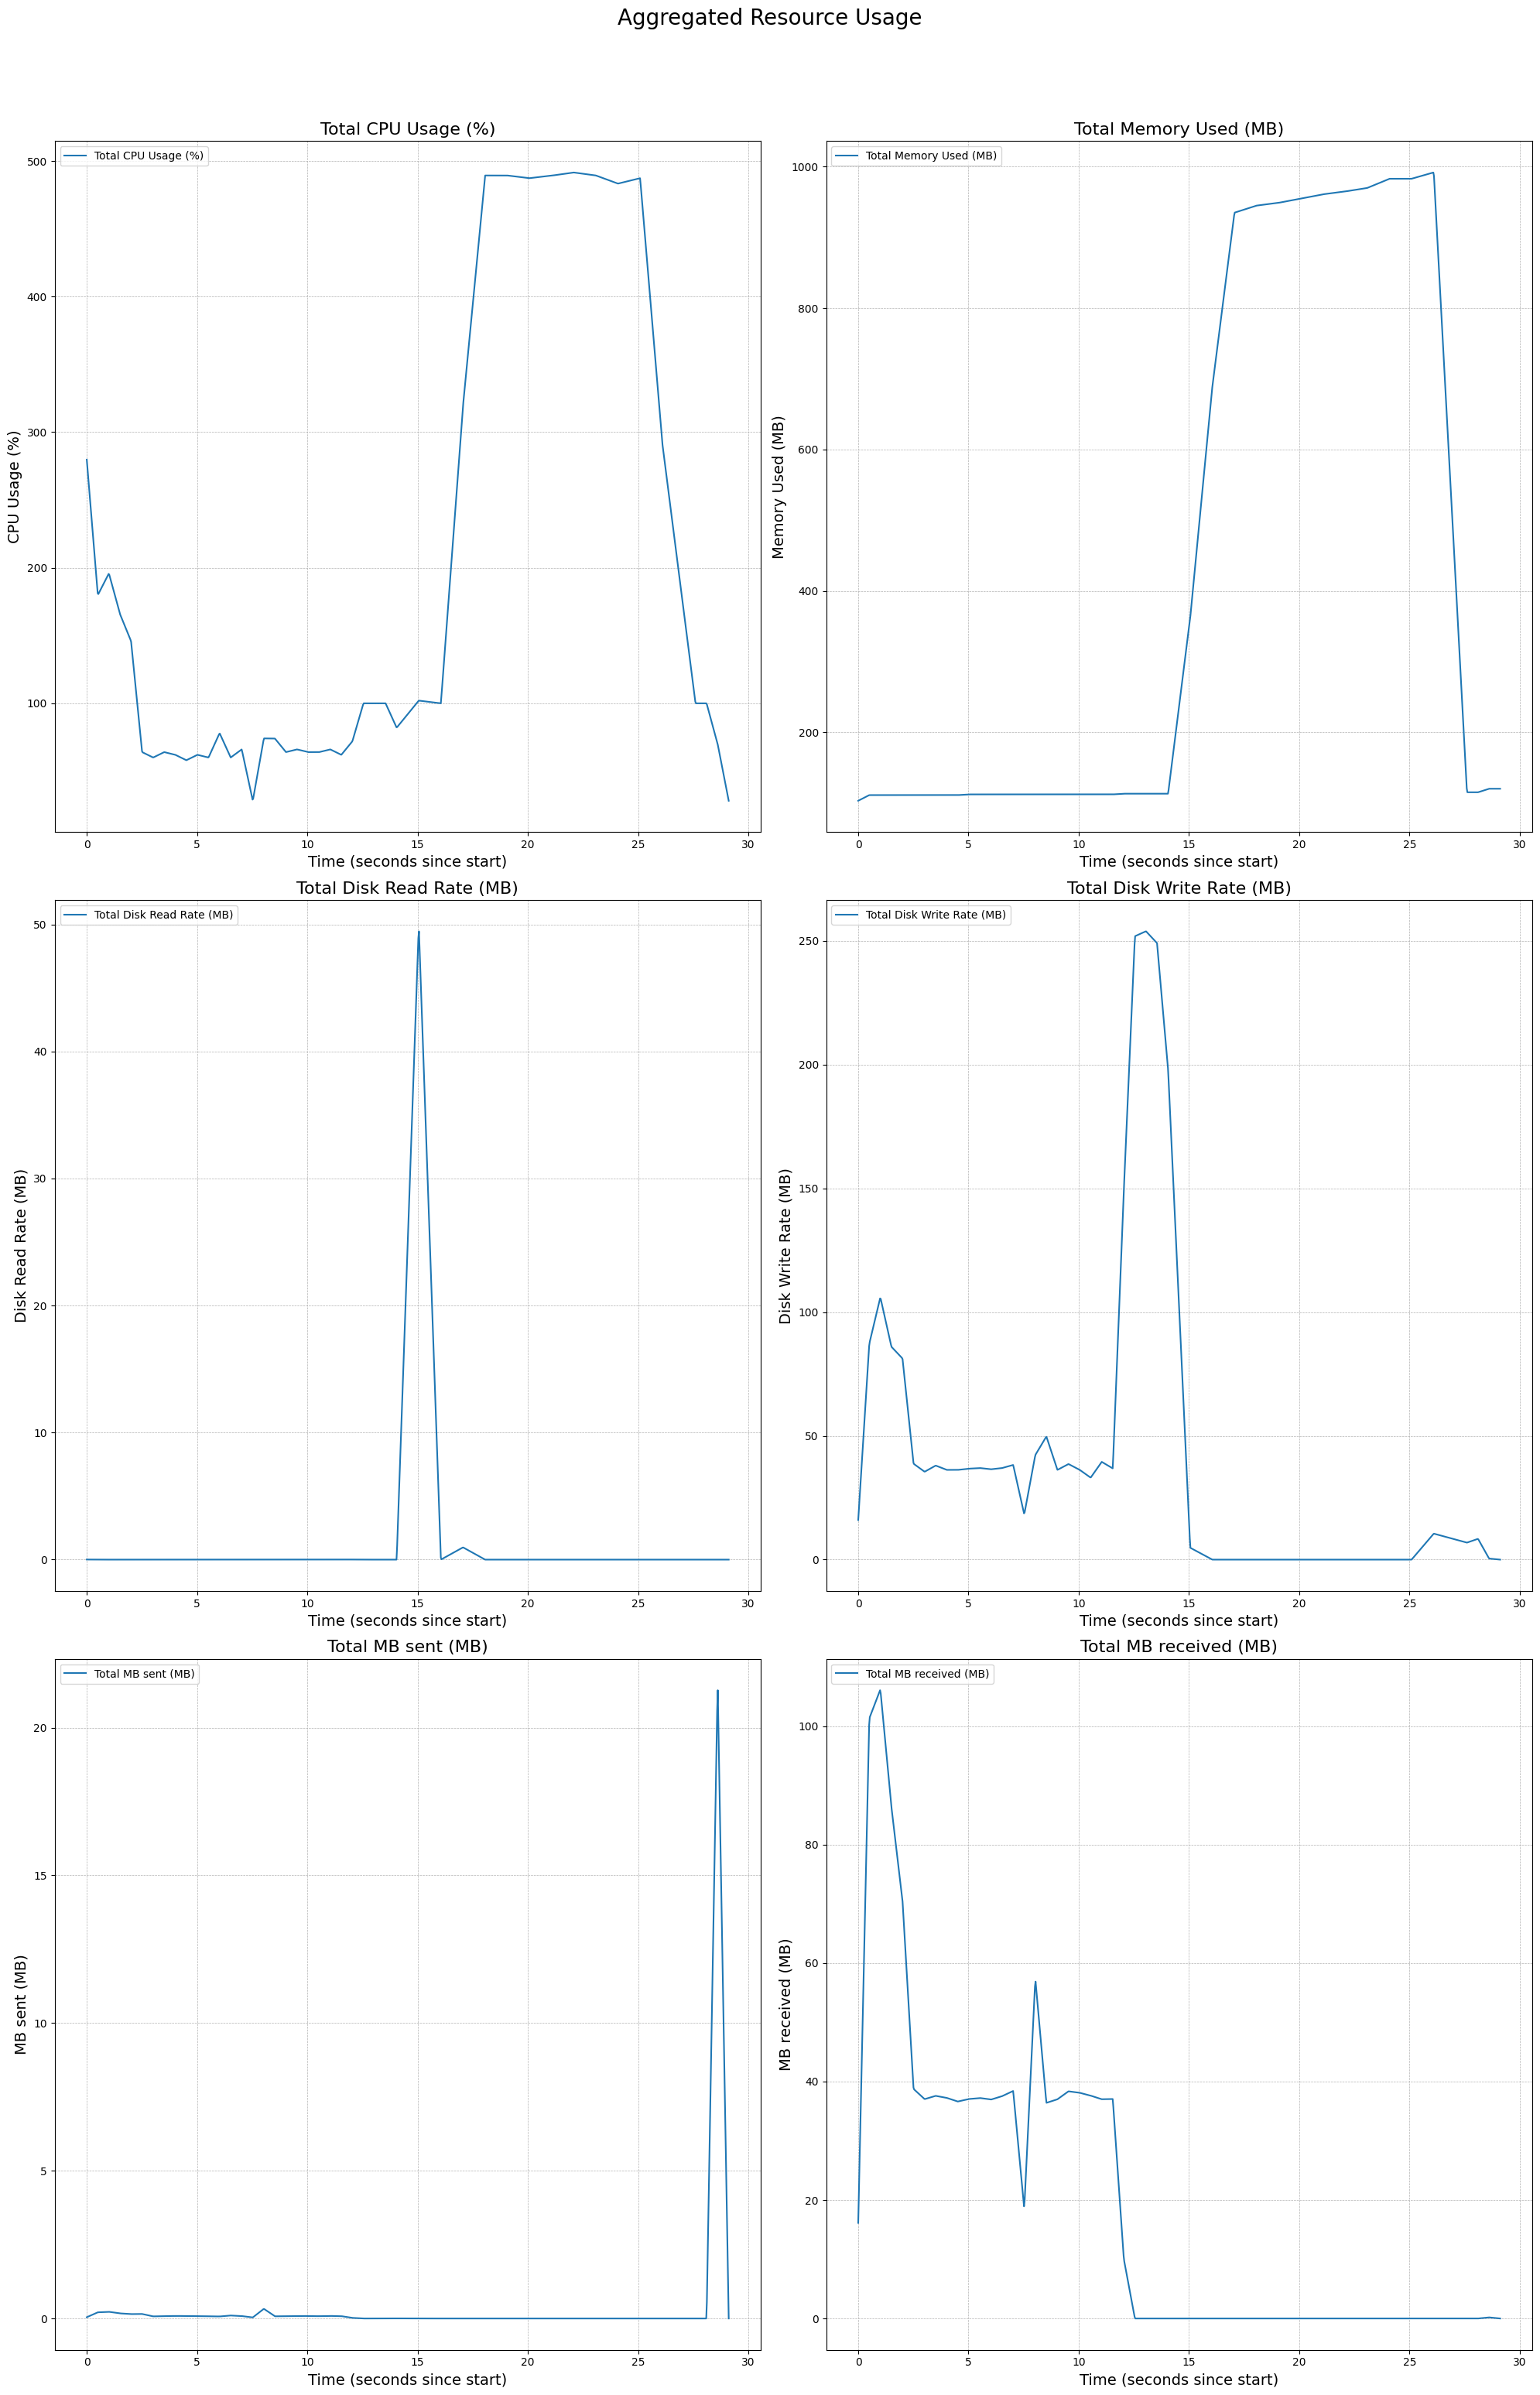 Aggregated Resource Usage
Total CPU Usage (%)
Total CPU Usage (%)
500
400
300
200
100
CPU Usage (%)
0 5 10 15 20 25 30
Time (seconds since start)
Total Memory Used (MB)
Total Memory Used (MB)
1000
800
600
400
200
Memory Used (MB)
0 5 10 15 20 25 30
Time (seconds since start)
Total Disk Read Rate (MB)
Total Disk Read Rate (MB)
50
40
30
20
10
0
Disk Read Rate (MB)
0 5 10 15 20 25 30
Time (seconds since start)
Total Disk Write Rate (MB)
Total Disk Write Rate (MB)
250
200
150
100
50
0
Disk Write Rate (MB)
0 5 10 15 20 25 30
Time (seconds since start)
Total MB sent (MB)
Total MB sent (MB)
20
15
10
5
0
MB sent (MB)
0 5 10 15 20 25 30
Time (seconds since start)
Total MB received (MB)
Total MB received (MB)
100
80
60
40
20
0
MB received (MB)
0 5 10 15 20 25 30
Time (seconds since start)